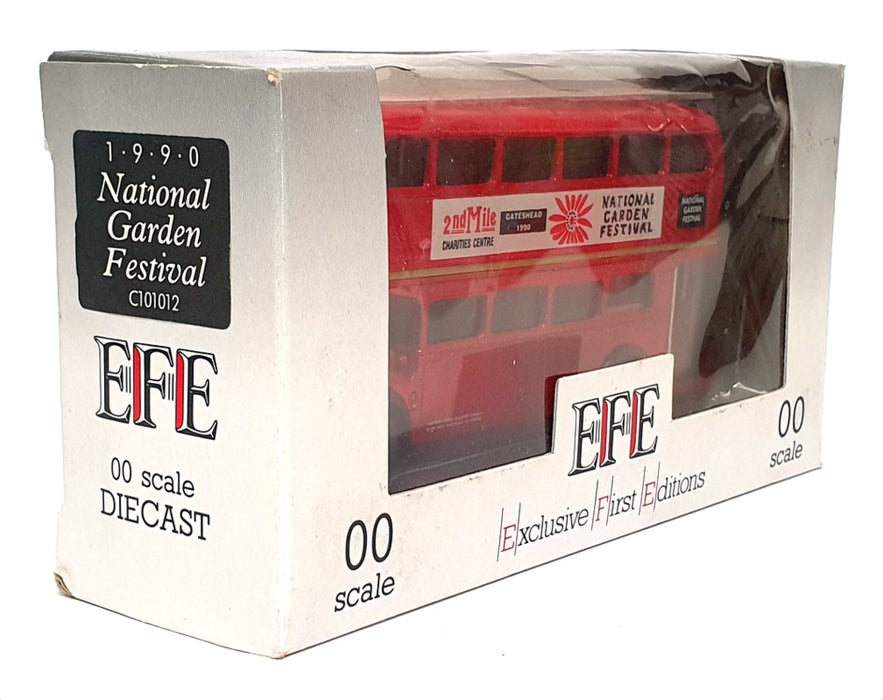 1·9·9·0
National
Garden
Festival
C101012
EFE
00 scale
DIECAST
2nd Mile
CHARITIES CENTRE
GATESHEAD
1990
NATIONAL
GARDEN
FESTIVAL
NATIONAL
GARDEN
FESTIVAL
EFE
Exclusive First Editions
00
scale
00
scale